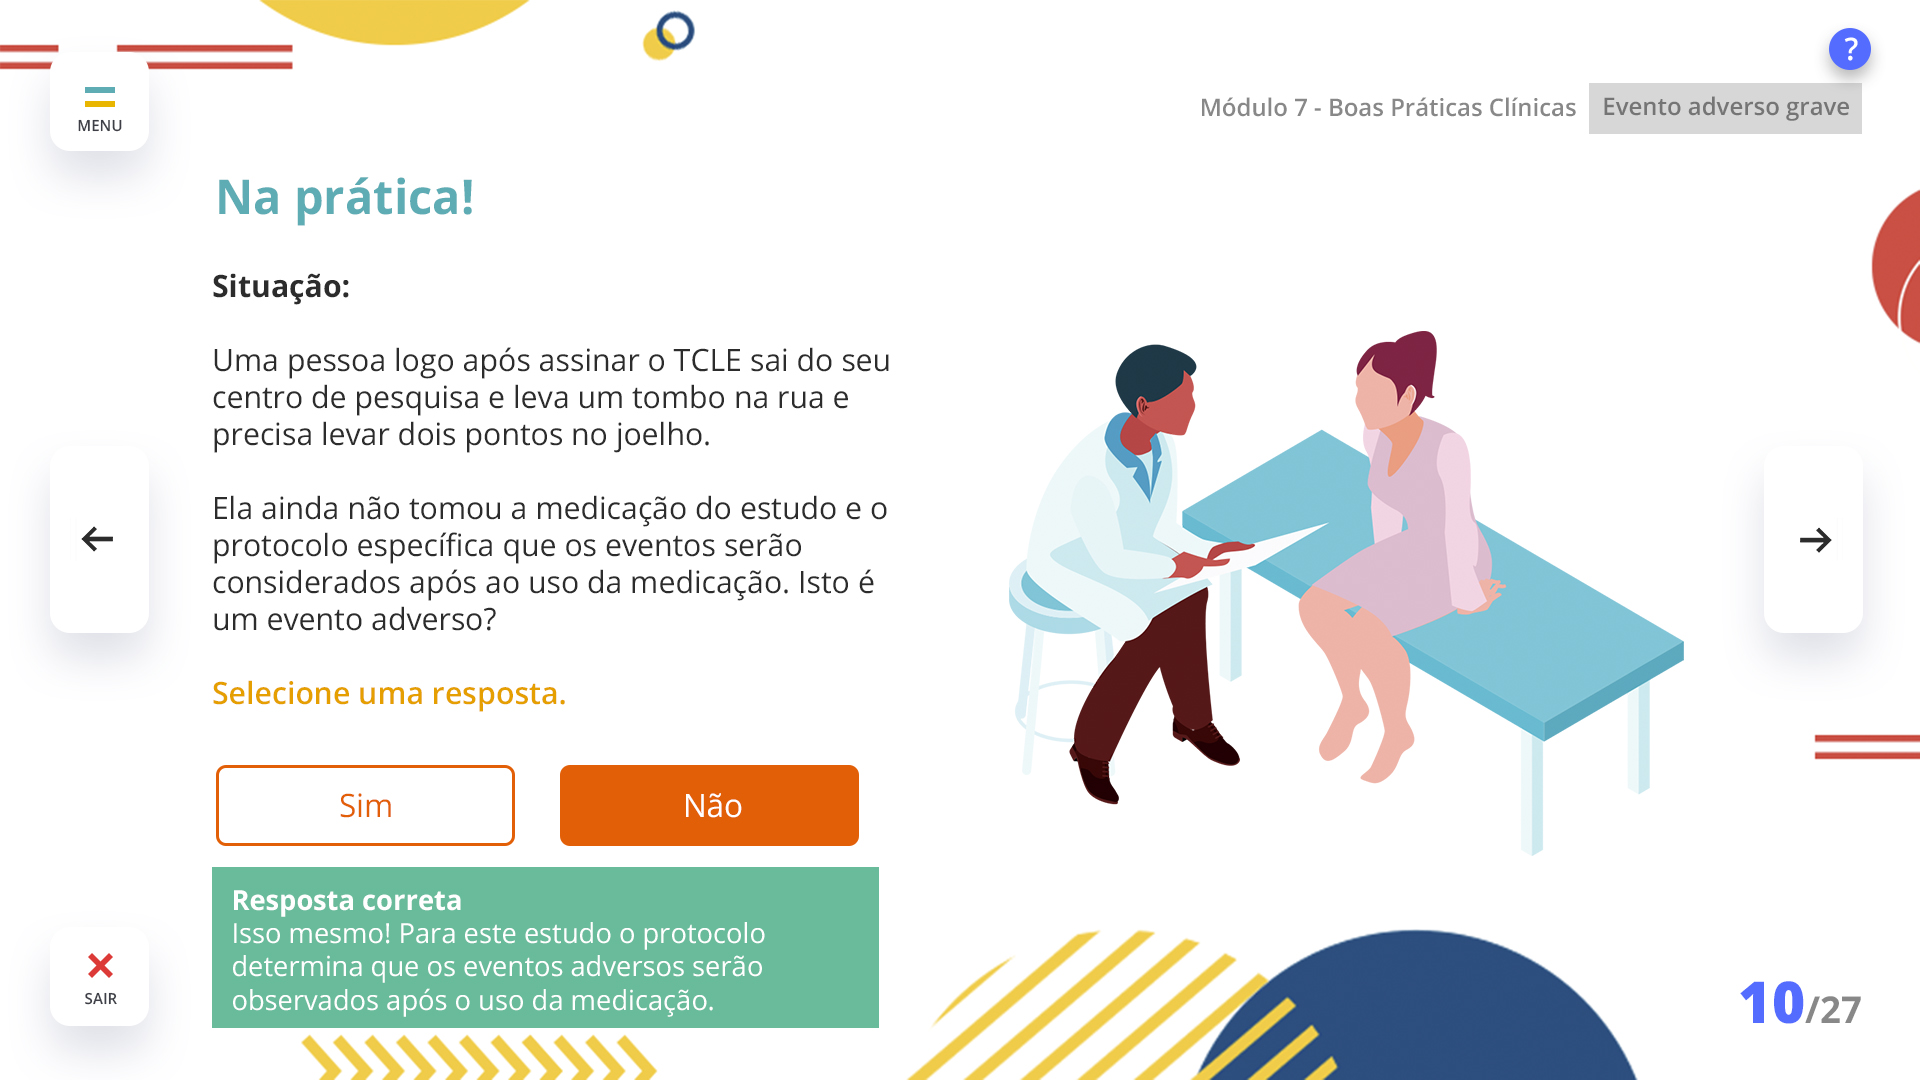 ?
MENU
Módulo 7 - Boas Práticas Clínicas
Evento adverso grave
Na prática!
Situação:
Uma pessoa logo após assinar o TCLE sai do seu
centro de pesquisa e leva um tombo na rua e
precisa levar dois pontos no joelho.
Ela ainda não tomou a medicação do estudo e o
protocolo específica que os eventos serão
considerados após ao uso da medicação. Isto é
um evento adverso?
Selecione uma resposta.
Sim
Não
Resposta correta
Isso mesmo! Para este estudo o protocolo
determina que os eventos adversos serão
observados após o uso da medicação.
SAIR
10/27